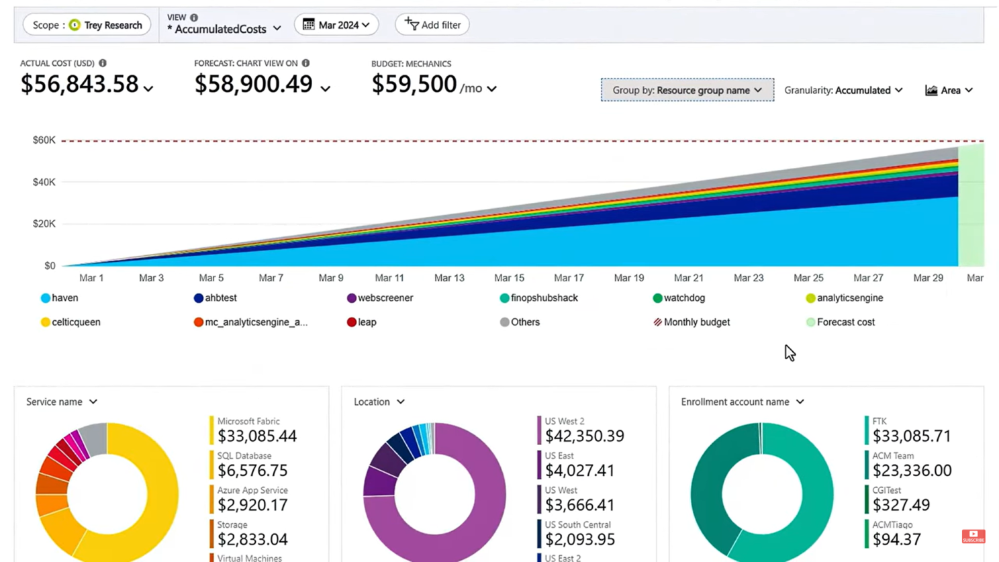 Scope : Trey Research
VIEW
* AccumulatedCosts
Mar 2024
Add filter
ACTUAL COST (USD)
$56,843.58
FORECAST: CHART VIEW ON
$58,900.49
BUDGET: MECHANICS
$59,500 /mo
Group by: Resource group name
Granularity: Accumulated
Area
$60K
$40K
$20K
$0
Mar 1 Mar 3 Mar 5 Mar 7 Mar 9 Mar 11 Mar 13 Mar 15 Mar 17 Mar 19 Mar 21 Mar 23 Mar 25 Mar 27 Mar 29 Mar
haven ahbtest webscreener finopshubshack watchdog analyticsengine
celticqueen mc_analyticsengine_a... leap Others Monthly budget Forecast cost
Service name
Microsoft Fabric
$33,085.44
SQL Database
$6,576.75
Azure App Service
$2,920.17
Storage
$2,833.04
Virtual Machines
Location
US West 2
$42,350.39
US East
$4,027.41
US West
$3,666.41
US South Central
$2,093.95
US East 2
Enrollment account name
FTK
$33,085.71
ACM Team
$23,336.00
CGITest
$327.49
ACMTiago
$94.37
SUBSCRIBE